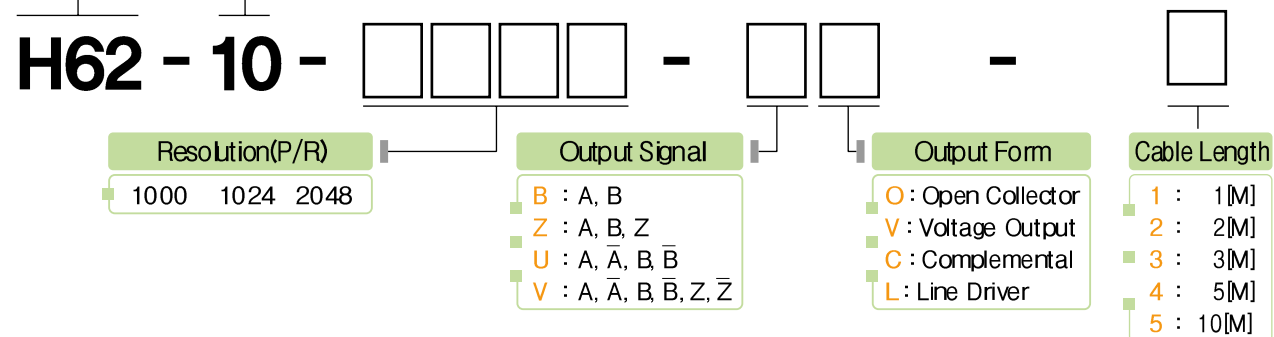 H62 - 10 - - -
Resolution(P/R)
1000 1024 2048
Output Signal
B : A, B
Z : A, B, Z
U : A, A̅, B, B̅
V : A, A̅, B, B̅, Z, Z̅
Output Form
O : Open Collector
V : Voltage Output
C : Complemental
L : Line Driver
Cable Length
1 : 1[M]
2 : 2[M]
3 : 3[M]
4 : 5[M]
5 : 10[M]